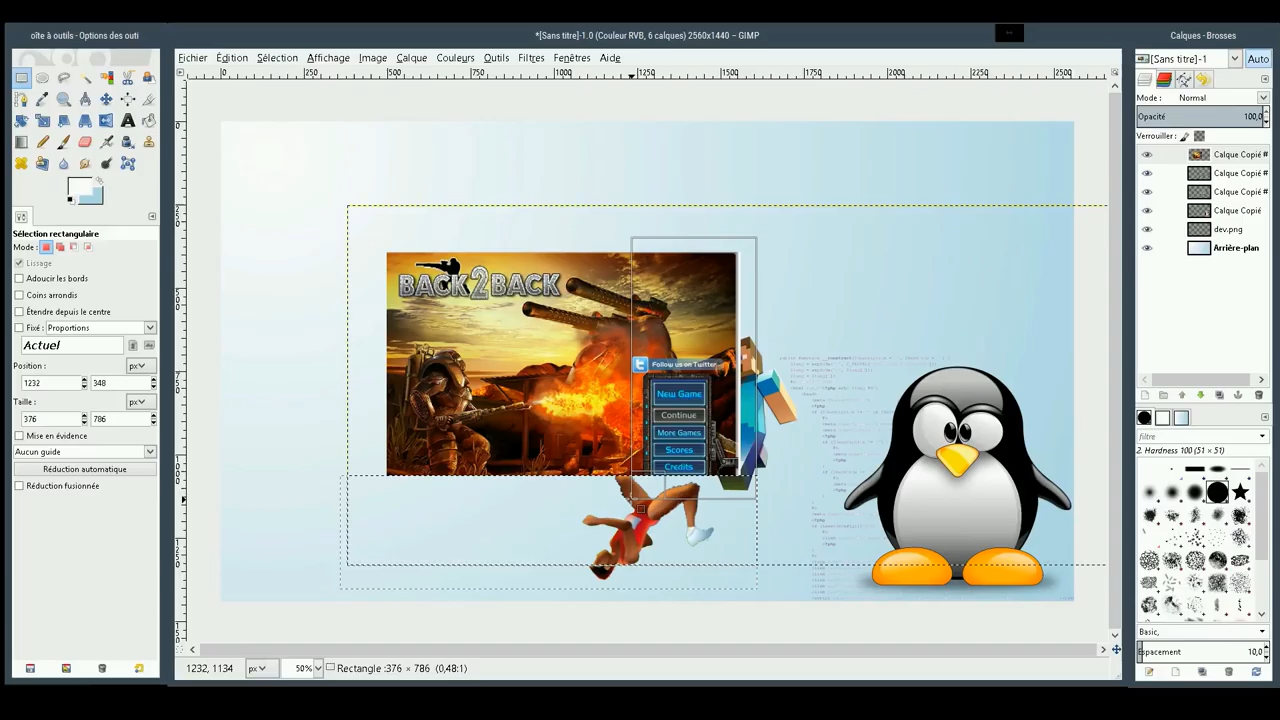 oîte à outils - Options des outi
*[Sans titre]-1.0 (Couleur RVB, 6 calques) 2560x1440 – GIMP
Calques - Brosses
Fichier Édition Sélection Affichage Image Calque Couleurs Outils Filtres Fenêtres Aide
[Sans titre]-1 Auto
0 250 500 750 1000 1250 1500 1750 2000 2250 2500
Mode : Normal
Opacité 100,0
Verrouiller :
Calque Copié #
Calque Copié #
Calque Copié #
Calque Copié
dev.png
Arrière-plan
Sélection rectangulaire
Mode :
Lissage
Adoucir les bords
Coins arrondis
Étendre depuis le centre
Fixé : Proportions
Actuel
Position : px
1232 348
Taille : px
376 786
Mise en évidence
Aucun guide
Réduction automatique
Réduction fusionnée
BACK2BACK
Follow us on Twitter
New Game
Continue
More Games
Scores
Credits
filtre
2. Hardness 100 (51 × 51)
Basic,
Espacement 10,0
1232, 1134 px 50% Rectangle : 376 × 786 (0,48:1)